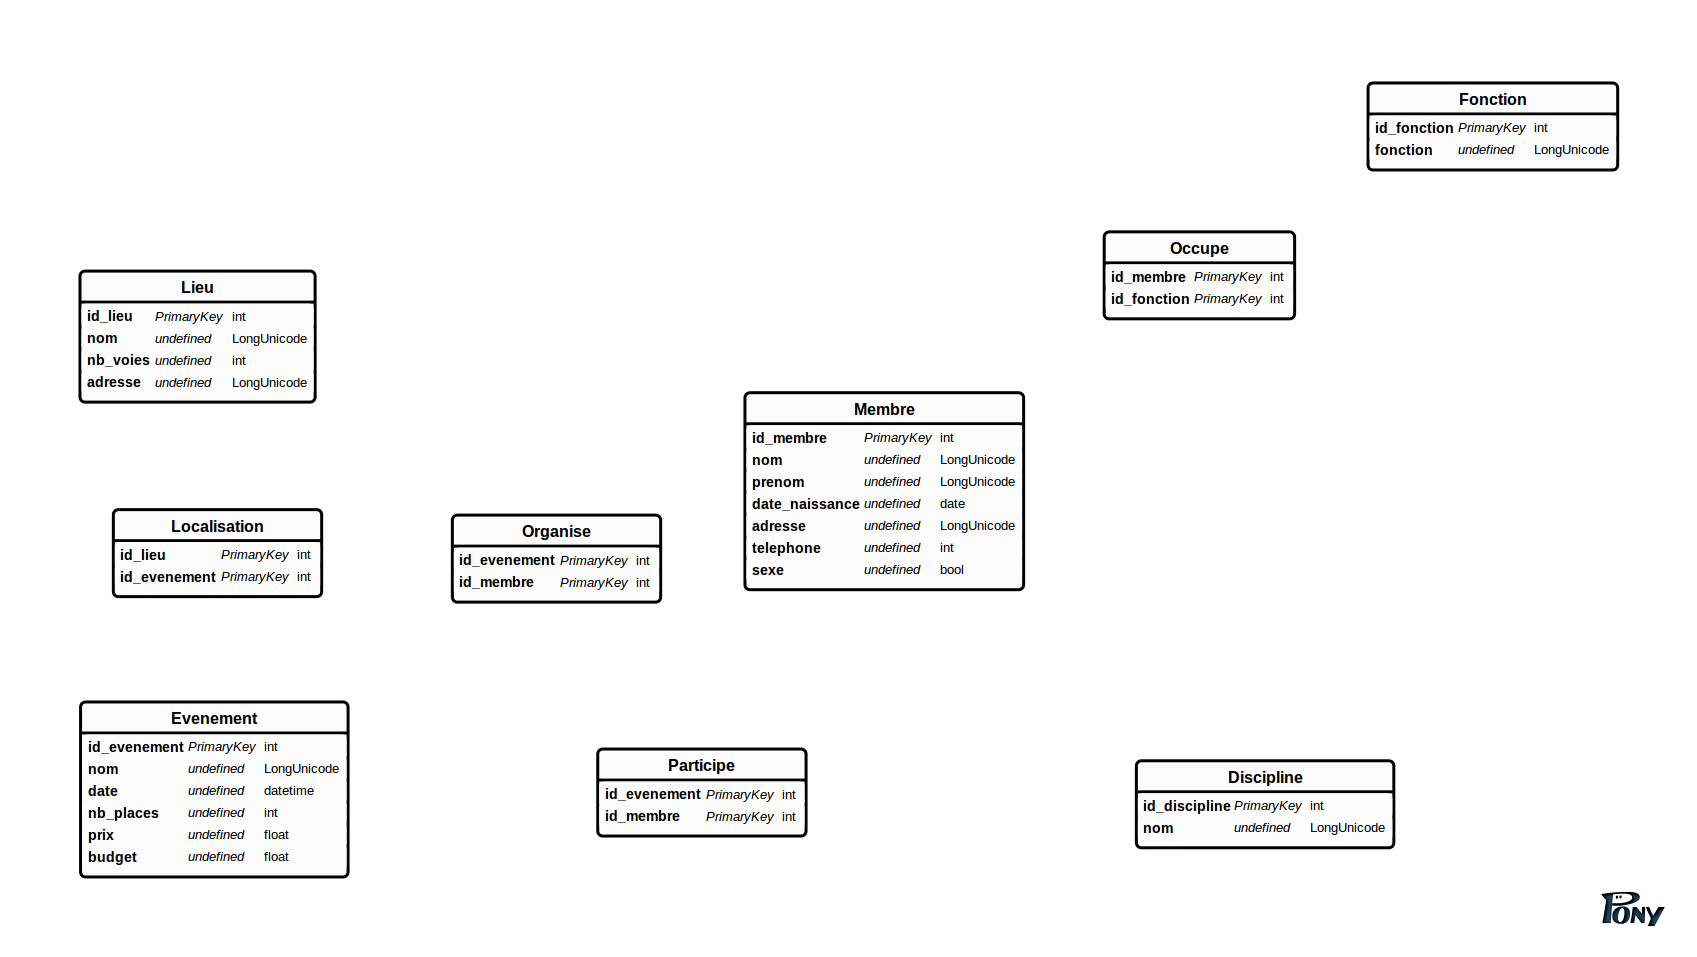 Fonction
id_fonction PrimaryKey int
fonction undefined LongUnicode
Occupe
id_membre PrimaryKey int
id_fonction PrimaryKey int
Lieu
id_lieu PrimaryKey int
nom undefined LongUnicode
nb_voies undefined int
adresse undefined LongUnicode
Membre
id_membre PrimaryKey int
nom undefined LongUnicode
prenom undefined LongUnicode
date_naissance undefined date
adresse undefined LongUnicode
telephone undefined int
sexe undefined bool
Localisation
id_lieu PrimaryKey int
id_evenement PrimaryKey int
Organise
id_evenement PrimaryKey int
id_membre PrimaryKey int
Evenement
id_evenement PrimaryKey int
nom undefined LongUnicode
date undefined datetime
nb_places undefined int
prix undefined float
budget undefined float
Participe
id_evenement PrimaryKey int
id_membre PrimaryKey int
Discipline
id_discipline PrimaryKey int
nom undefined LongUnicode
PONY